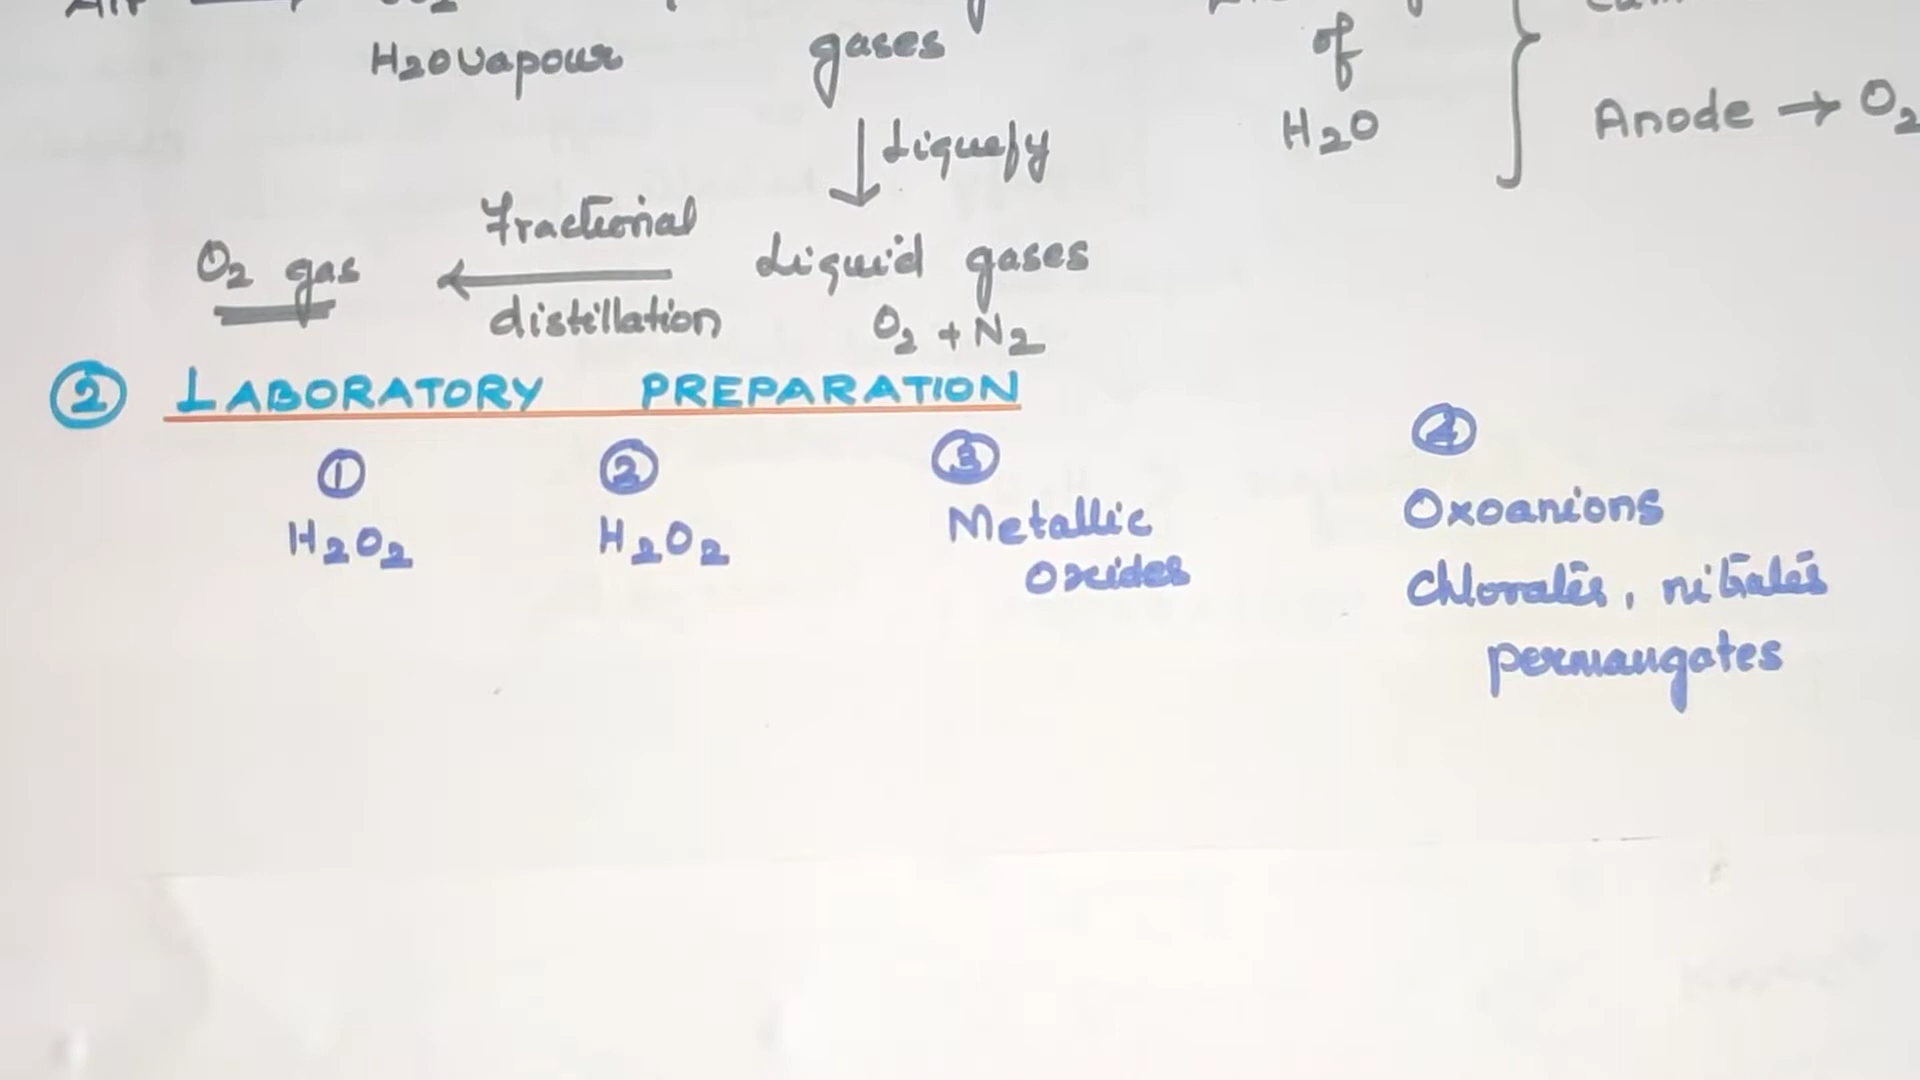 Air
H2O vapour
gases
of
H2O
Anode → O2
↓ Liquefy
Fractional
O2 gas ← Liquid gases
distillation
O2 + N2
② LABORATORY PREPARATION
① ② ③ ④
H2O2 H2O2 Metallic oxides
Oxoanions
Chlorates, nitrates
permangates